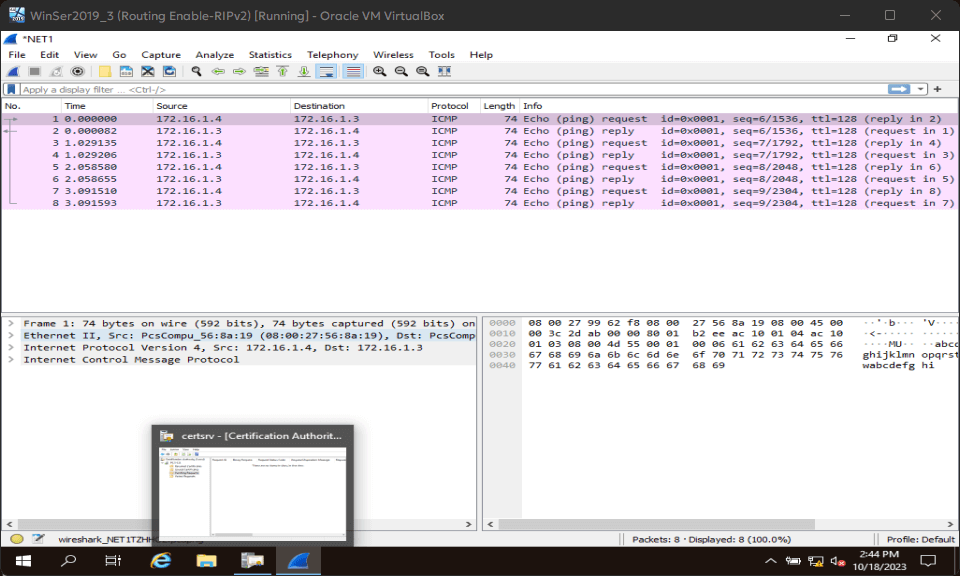 WinSer2019_3 (Routing Enable-RIPv2) [Running] - Oracle VM VirtualBox
*NET1
File Edit View Go Capture Analyze Statistics Telephony Wireless Tools Help
Apply a display filter ... <Ctrl-/>
No. Time Source Destination Protocol Length Info
1 0.000000 172.16.1.4 172.16.1.3 ICMP 74 Echo (ping) request id=0x0001, seq=6/1536, ttl=128 (reply in 2)
2 0.000082 172.16.1.3 172.16.1.4 ICMP 74 Echo (ping) reply id=0x0001, seq=6/1536, ttl=128 (request in 1)
3 1.029135 172.16.1.4 172.16.1.3 ICMP 74 Echo (ping) request id=0x0001, seq=7/1792, ttl=128 (reply in 4)
4 1.029206 172.16.1.3 172.16.1.4 ICMP 74 Echo (ping) reply id=0x0001, seq=7/1792, ttl=128 (request in 3)
5 2.058580 172.16.1.4 172.16.1.3 ICMP 74 Echo (ping) request id=0x0001, seq=8/2048, ttl=128 (reply in 6)
6 2.058655 172.16.1.3 172.16.1.4 ICMP 74 Echo (ping) reply id=0x0001, seq=8/2048, ttl=128 (request in 5)
7 3.091510 172.16.1.4 172.16.1.3 ICMP 74 Echo (ping) request id=0x0001, seq=9/2304, ttl=128 (reply in 8)
8 3.091593 172.16.1.3 172.16.1.4 ICMP 74 Echo (ping) reply id=0x0001, seq=9/2304, ttl=128 (request in 7)
Frame 1: 74 bytes on wire (592 bits), 74 bytes captured (592 bits) on
Ethernet II, Src: PcsCompu_56:8a:19 (08:00:27:56:8a:19), Dst: PcsComp
Internet Protocol Version 4, Src: 172.16.1.4, Dst: 172.16.1.3
Internet Control Message Protocol
0000 08 00 27 99 62 f8 08 00 27 56 8a 19 08 00 45 00 ··'·b··· 'V····E·
0010 00 3c 2d ab 00 00 80 01 b2 ee ac 10 01 04 ac 10 ·<-·····
0020 01 03 08 00 4d 55 00 01 00 06 61 62 63 64 65 66 ····MU·· ··abcd
0030 67 68 69 6a 6b 6c 6d 6e 6f 70 71 72 73 74 75 76 ghijklmn opqrst
0040 77 61 62 63 64 65 66 67 68 69 wabcdefg hi
certsrv - [Certification Authorit...
wireshark_NET1TZHH
Packets: 8 · Displayed: 8 (100.0%)
Profile: Default
2:44 PM
10/18/2023